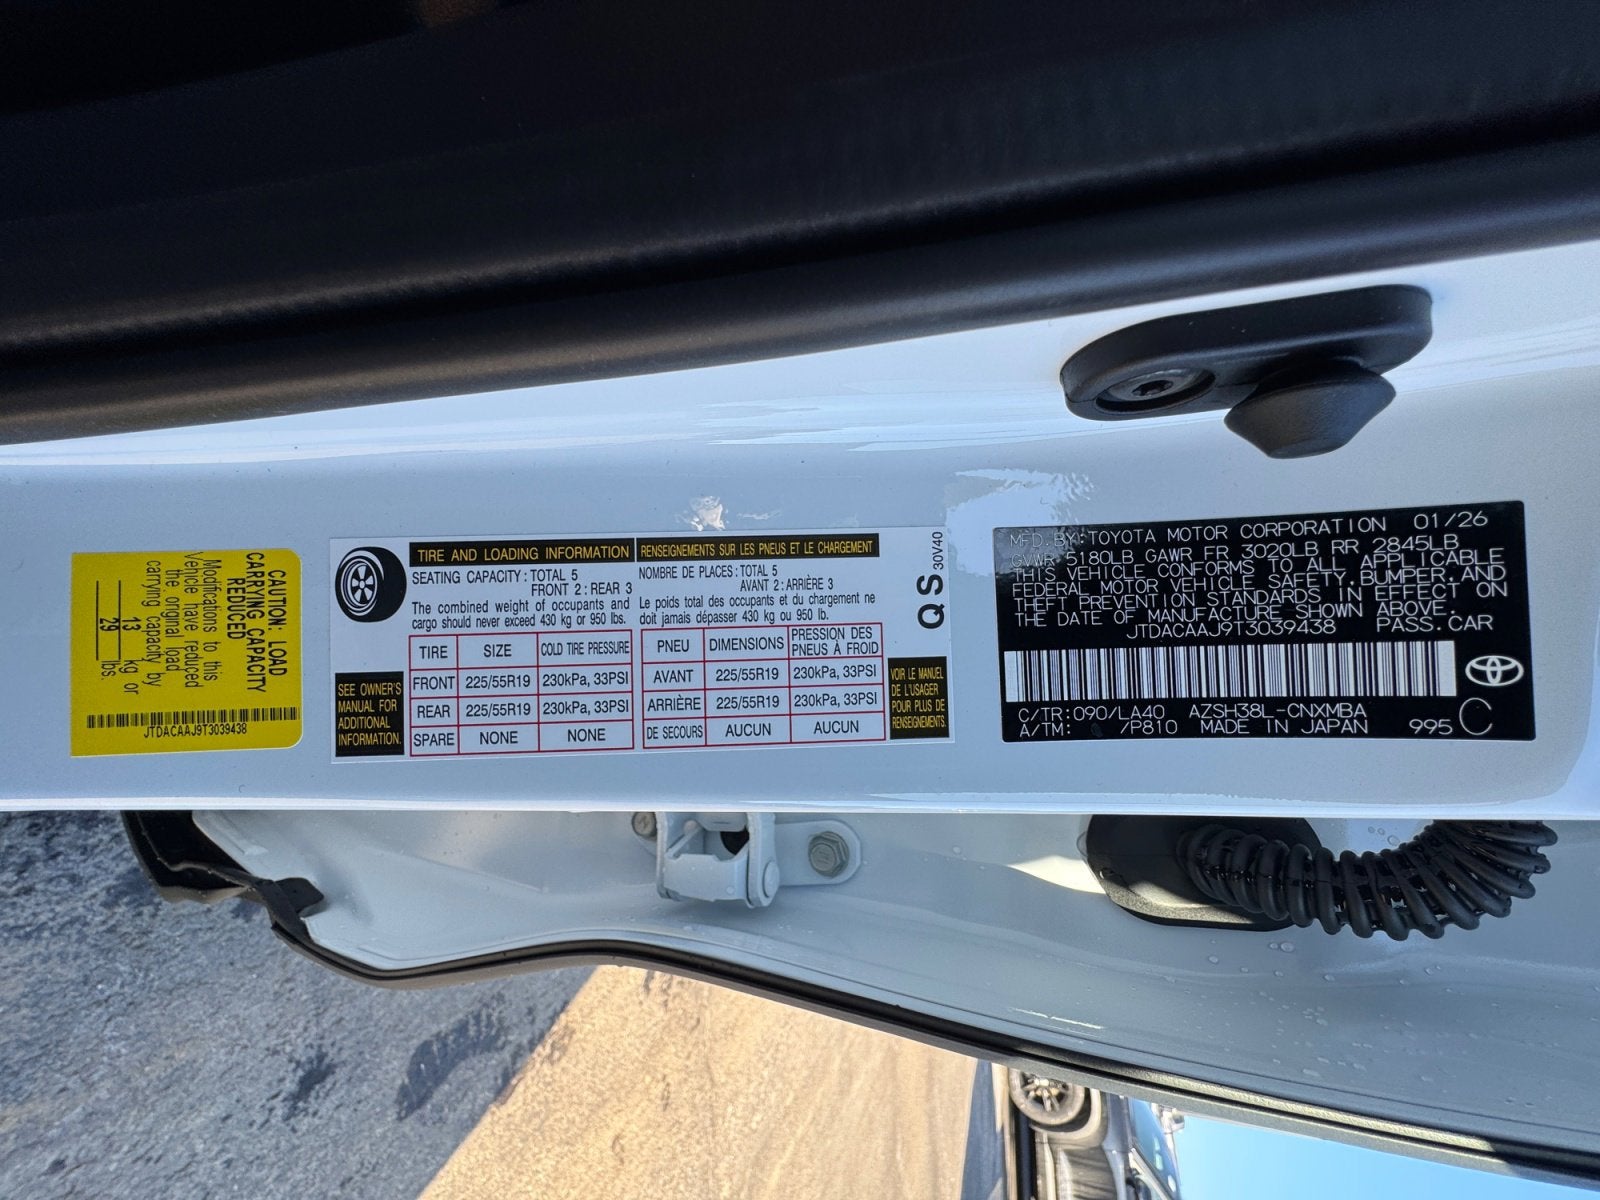 CAUTION: LOAD
CARRYING CAPACITY
REDUCED
Modifications to this
Vehicle have reduced
the original load
carrying capacity by
13 kg or
29 lbs.
JTDACAAJ9T3039438
TIRE AND LOADING INFORMATION
SEATING CAPACITY : TOTAL 5
FRONT 2 : REAR 3
The combined weight of occupants and
cargo should never exceed 430 kg or 950 lbs.
TIRE SIZE COLD TIRE PRESSURE
FRONT 225/55R19 230kPa, 33PSI
REAR 225/55R19 230kPa, 33PSI
SPARE NONE NONE
SEE OWNER'S
MANUAL FOR
ADDITIONAL
INFORMATION.
RENSEIGNEMENTS SUR LES PNEUS ET LE CHARGEMENT
NOMBRE DE PLACES : TOTAL 5
AVANT 2 : ARRIÈRE 3
Le poids total des occupants et du chargement ne
doit jamais dépasser 430 kg ou 950 lb.
PNEU DIMENSIONS PRESSION DES
PNEUS À FROID
AVANT 225/55R19 230kPa, 33PSI
ARRIÈRE 225/55R19 230kPa, 33PSI
DE SECOURS AUCUN AUCUN
VOIR LE MANUEL
DE L'USAGER
POUR PLUS DE
RENSEIGNEMENTS.
QS 30V40
MFD.BY:TOYOTA MOTOR CORPORATION 01/26
GVWR 5180LB GAWR FR 3020LB RR 2845LB
THIS VEHICLE CONFORMS TO ALL APPLICABLE
FEDERAL MOTOR VEHICLE SAFETY, BUMPER, AND
THEFT PREVENTION STANDARDS IN EFFECT ON
THE DATE OF MANUFACTURE SHOWN ABOVE.
JTDACAAJ9T3039438 PASS.CAR
C/TR:090/LA40 AZSH38L-CNXMBA
A/TM: /P810 MADE IN JAPAN 995 C